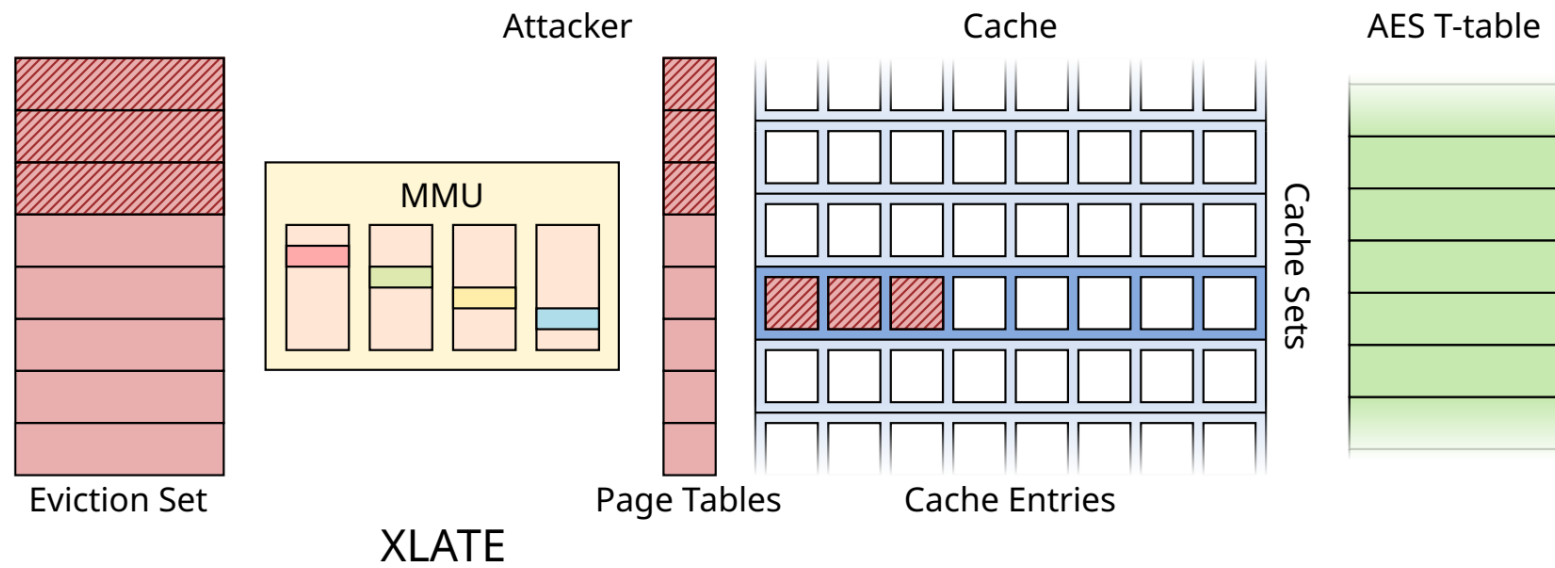 Attacker
Cache
AES T-table
MMU
Cache Sets
Eviction Set
Page Tables
Cache Entries
XLATE